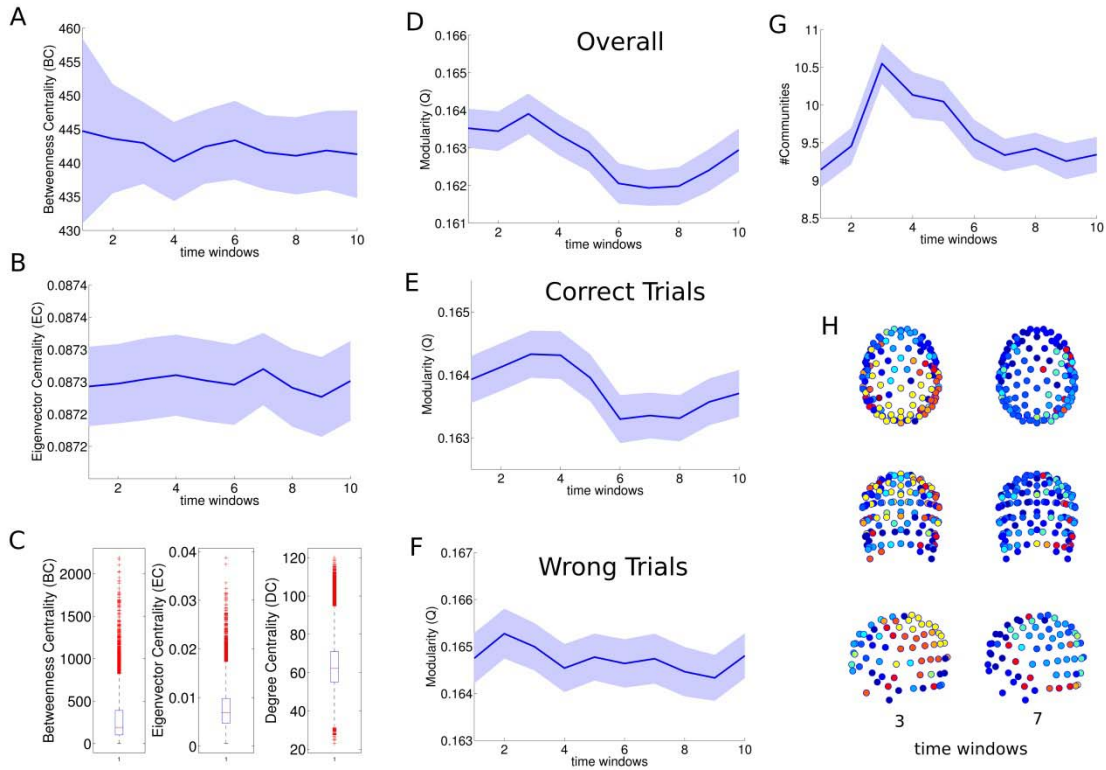 A
Betweenness Centrality (BC)
460
455
450
445
440
435
430
2 4 6 8 10
time windows
B
Eigenvector Centrality (EC)
0.0874
0.0874
0.0873
0.0873
0.0872
0.0872
2 4 6 8 10
time windows
C
Betweenness Centrality (BC)
2000
1500
1000
500
0
1
Eigenvector Centrality (EC)
0.04
0.03
0.02
0.01
0
1
Degree Centrality (DC)
120
100
80
60
40
20
1
D
Overall
Modularity (Q)
0.166
0.165
0.164
0.163
0.162
0.161
2 4 6 8 10
time windows
E
Correct Trials
Modularity (Q)
0.165
0.164
0.163
2 4 6 8 10
time windows
F
Wrong Trials
Modularity (Q)
0.167
0.166
0.165
0.164
0.163
2 4 6 8 10
time windows
G
#Communities
11
10.5
10
9.5
9
8.5
2 4 6 8 10
time windows
H
3 7
time windows